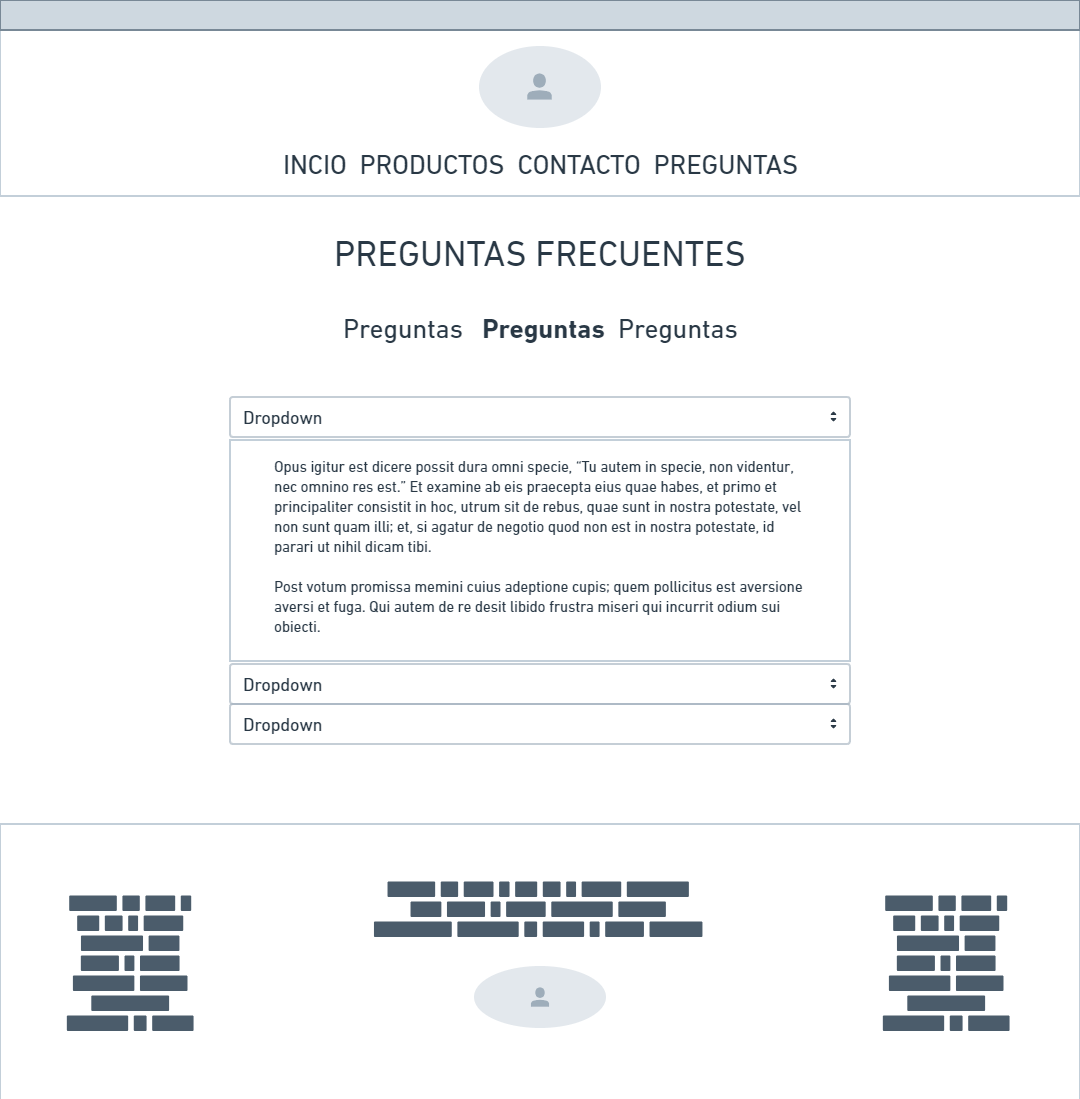 INCIO PRODUCTOS CONTACTO PREGUNTAS
PREGUNTAS FRECUENTES
Preguntas Preguntas Preguntas
Dropdown
Opus igitur est dicere possit dura omni specie, “Tu autem in specie, non videntur,
nec omnino res est.” Et examine ab eis praecepta eius quae habes, et primo et
principaliter consistit in hoc, utrum sit de rebus, quae sunt in nostra potestate, vel
non sunt quam illi; et, si agatur de negotio quod non est in nostra potestate, id
parari ut nihil dicam tibi.
Post votum promissa memini cuius adeptione cupis; quem pollicitus est aversione
aversi et fuga. Qui autem de re desit libido frustra miseri qui incurrit odium sui
obiecti.
Dropdown
Dropdown